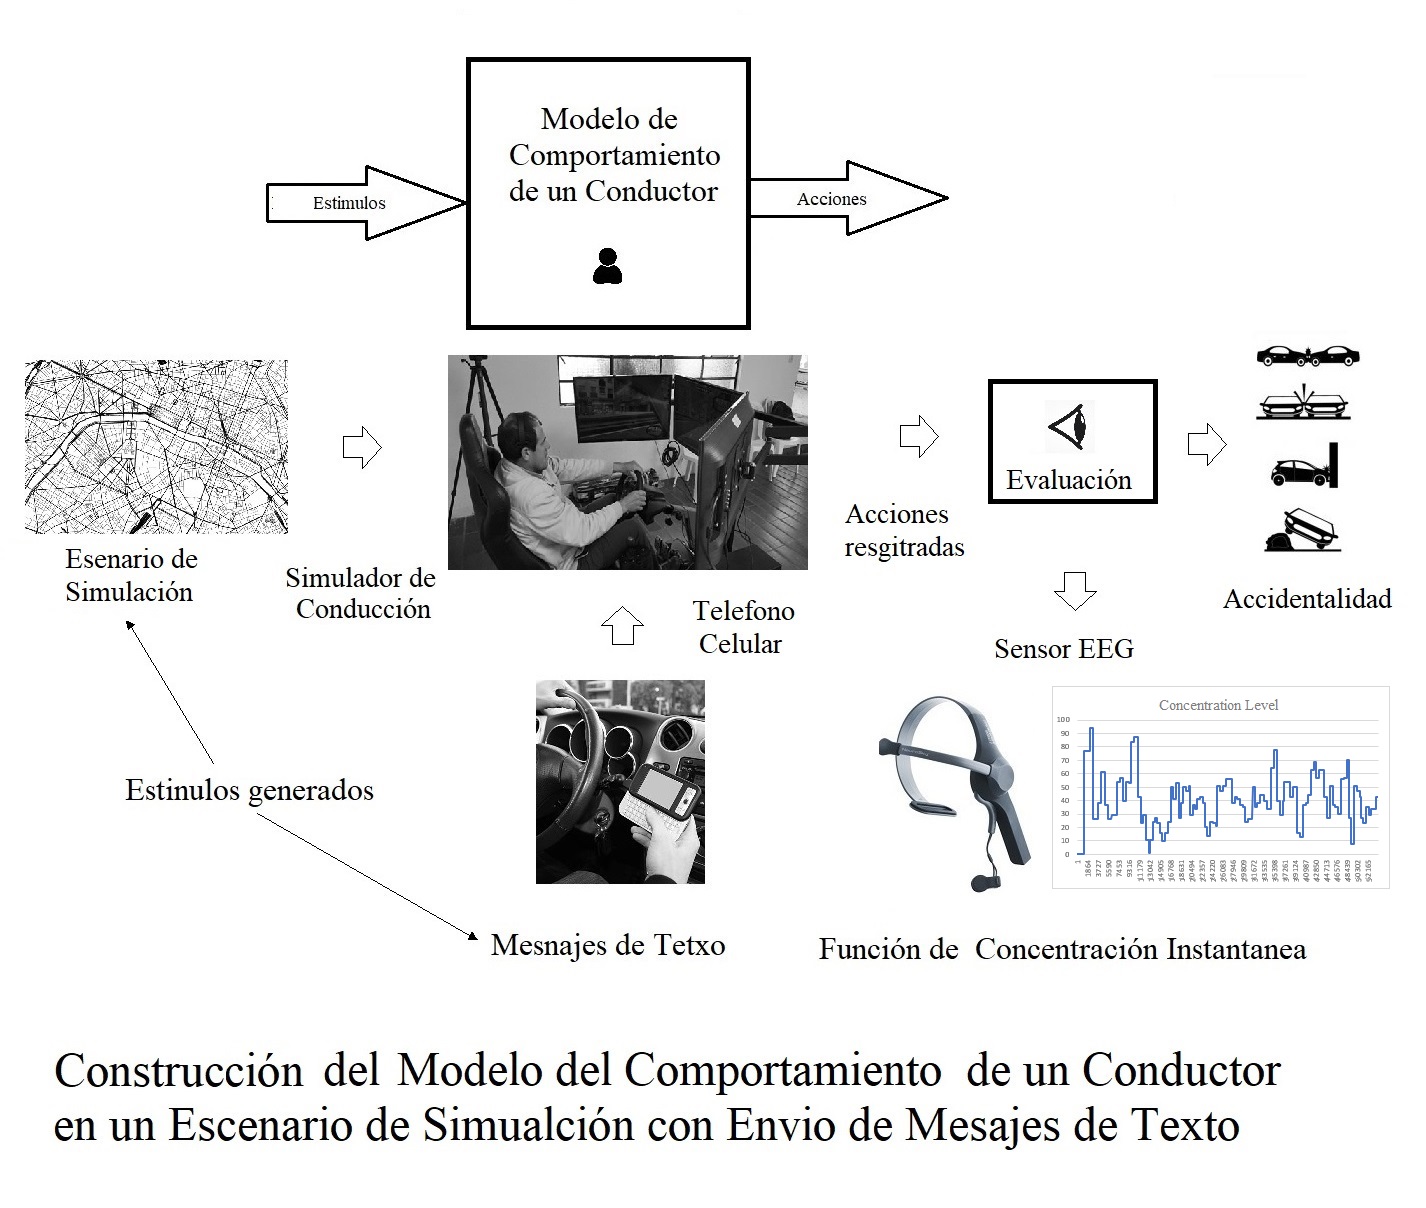 Modelo de
Comportamiento
de un Conductor
Estimulos
Acciones
Esenario de
Simulación
Simulador de
Conducción
Telefono
Celular
Acciones
resgitradas
Evaluación
Accidentalidad
Sensor EEG
Concentration Level
100
90
80
70
60
50
40
30
20
10
0
1
1864
3727
5590
7453
9316
11179
13042
14905
16768
18631
20494
22357
24220
26083
27946
29809
31672
33535
35398
37261
39124
40987
42850
44713
46576
48439
50302
52165
Estinulos generados
Mesnajes de Tetxo
Función de Concentración Instantanea
Construcción del Modelo del Comportamiento de un Conductor
en un Escenario de Simualción con Envio de Mesajes de Texto